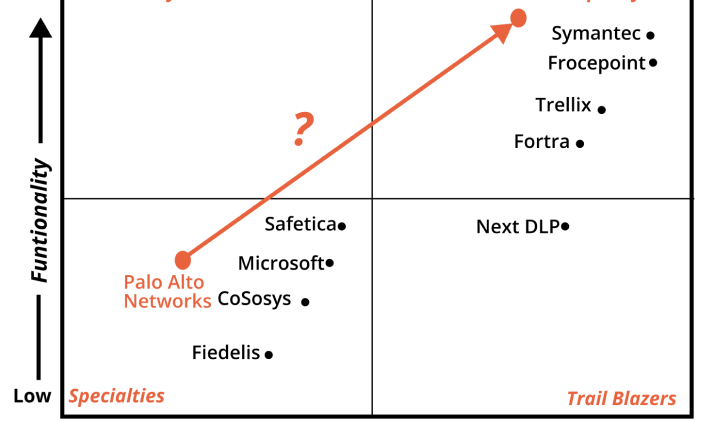 Symantec
Frocepoint
Trellix
Fortra
?
Funtionality
Safetica
Next DLP
Microsoft
Palo Alto
Networks
CoSosys
Fiedelis
Low
Specialties
Trail Blazers